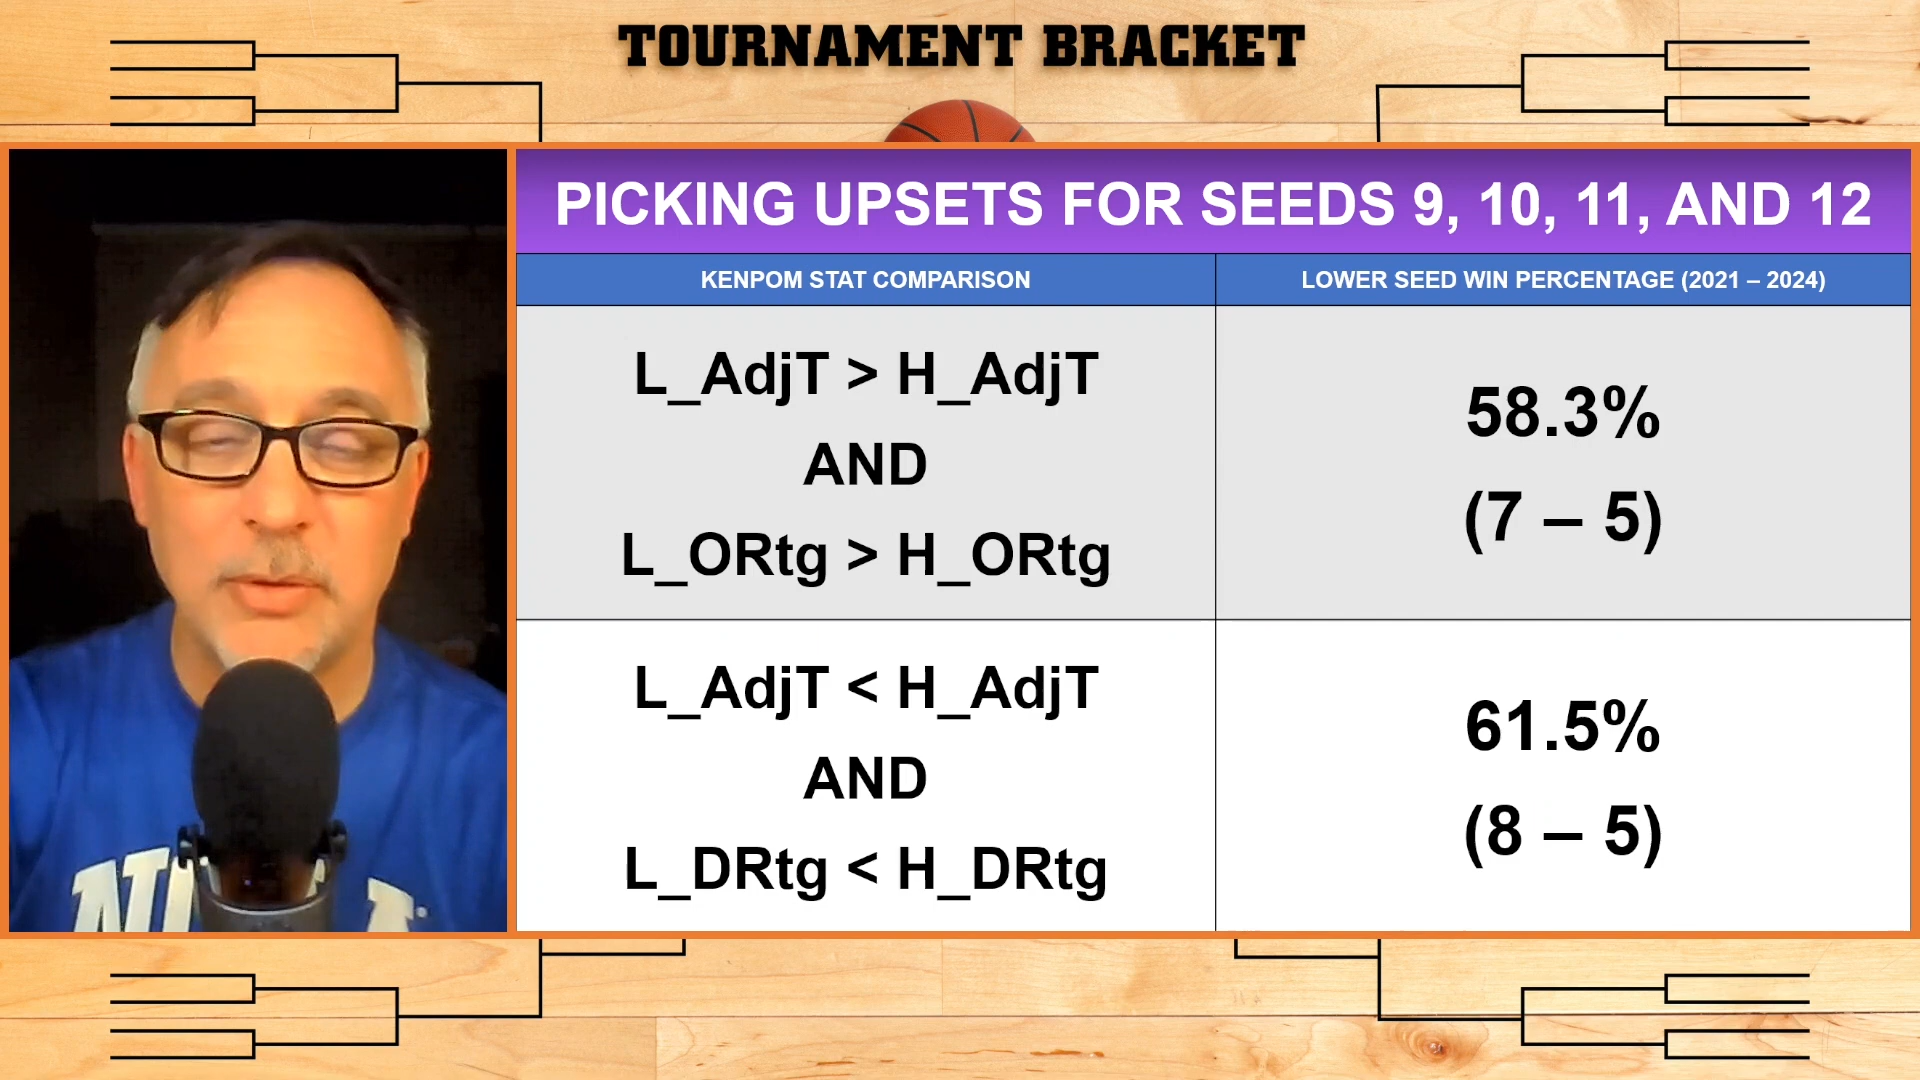 TOURNAMENT BRACKET
PICKING UPSETS FOR SEEDS 9, 10, 11, AND 12
KENPOM STAT COMPARISON
LOWER SEED WIN PERCENTAGE (2021 – 2024)
L_AdjT > H_AdjT
AND
L_ORtg > H_ORtg
58.3%
(7 – 5)
L_AdjT < H_AdjT
AND
L_DRtg < H_DRtg
61.5%
(8 – 5)